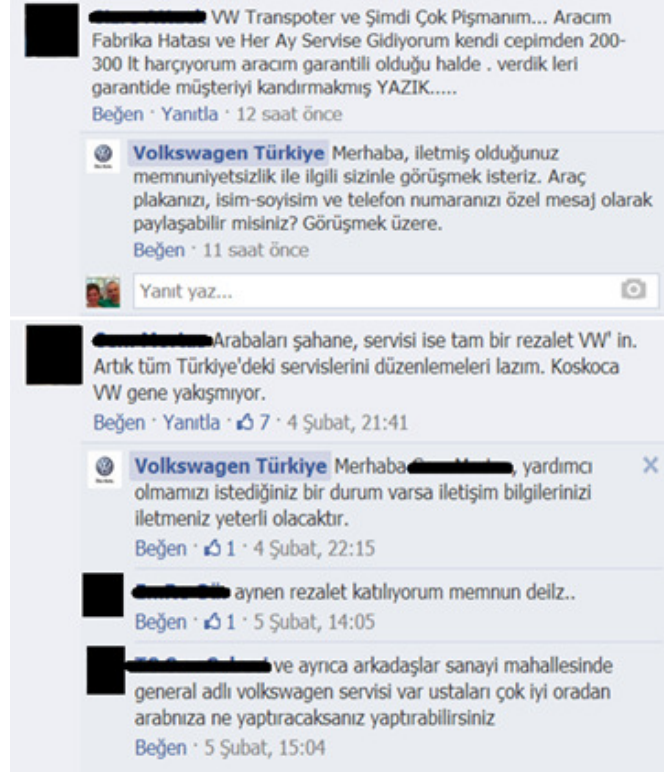 VW Transpoter ve Şimdi Çok Pişmanım... Aracım
Fabrika Hatası ve Her Ay Servise Gidiyorum kendi cepimden 200-
300 lt harçıyorum aracım garantili olduğu halde . verdik leri
garantide müşteriyi kandırmakmış YAZIK.....
Beğen · Yanıtla · 12 saat önce
Volkswagen Türkiye Merhaba, iletmiş olduğunuz
memnuniyetsizlik ile ilgili sizinle görüşmek isteriz. Araç
plakanızı, isim-soyisim ve telefon numaranızı özel mesaj olarak
paylaşabilir misiniz? Görüşmek üzere.
Beğen · 11 saat önce
Yanıt yaz...
Arabaları şahane, servisi ise tam bir rezalet VW' in.
Artık tüm Türkiye'deki servislerini düzenlemeleri lazım. Koskoca
VW gene yakışmıyor.
Beğen · Yanıtla · 7 · 4 Şubat, 21:41
Volkswagen Türkiye Merhaba , yardımcı
olmamızı istediğiniz bir durum varsa iletişim bilgilerinizi
iletmeniz yeterli olacaktır.
Beğen · 1 · 4 Şubat, 22:15
aynen rezalet katılıyorum memnun deilz..
Beğen · 1 · 5 Şubat, 14:05
ve ayrıca arkadaşlar sanayi mahallesinde
general adlı volkswagen servisi var ustaları çok iyi oradan
arabnıza ne yaptıracaksanız yaptırabilirsiniz
Beğen · 5 Şubat, 15:04